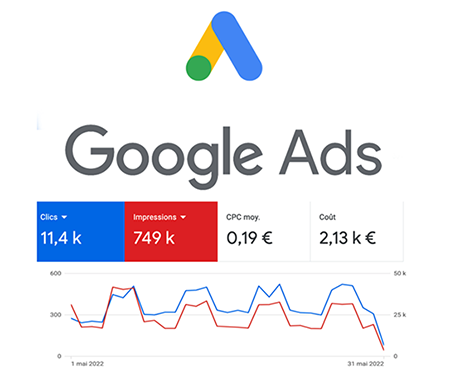 Google Ads
Clics Impressions CPC moy. Coût
11,4 k 749 k 0,19 € 2,13 k €
600 50 k
300 25 k
0 0
1 mai 2022 31 mai 2022